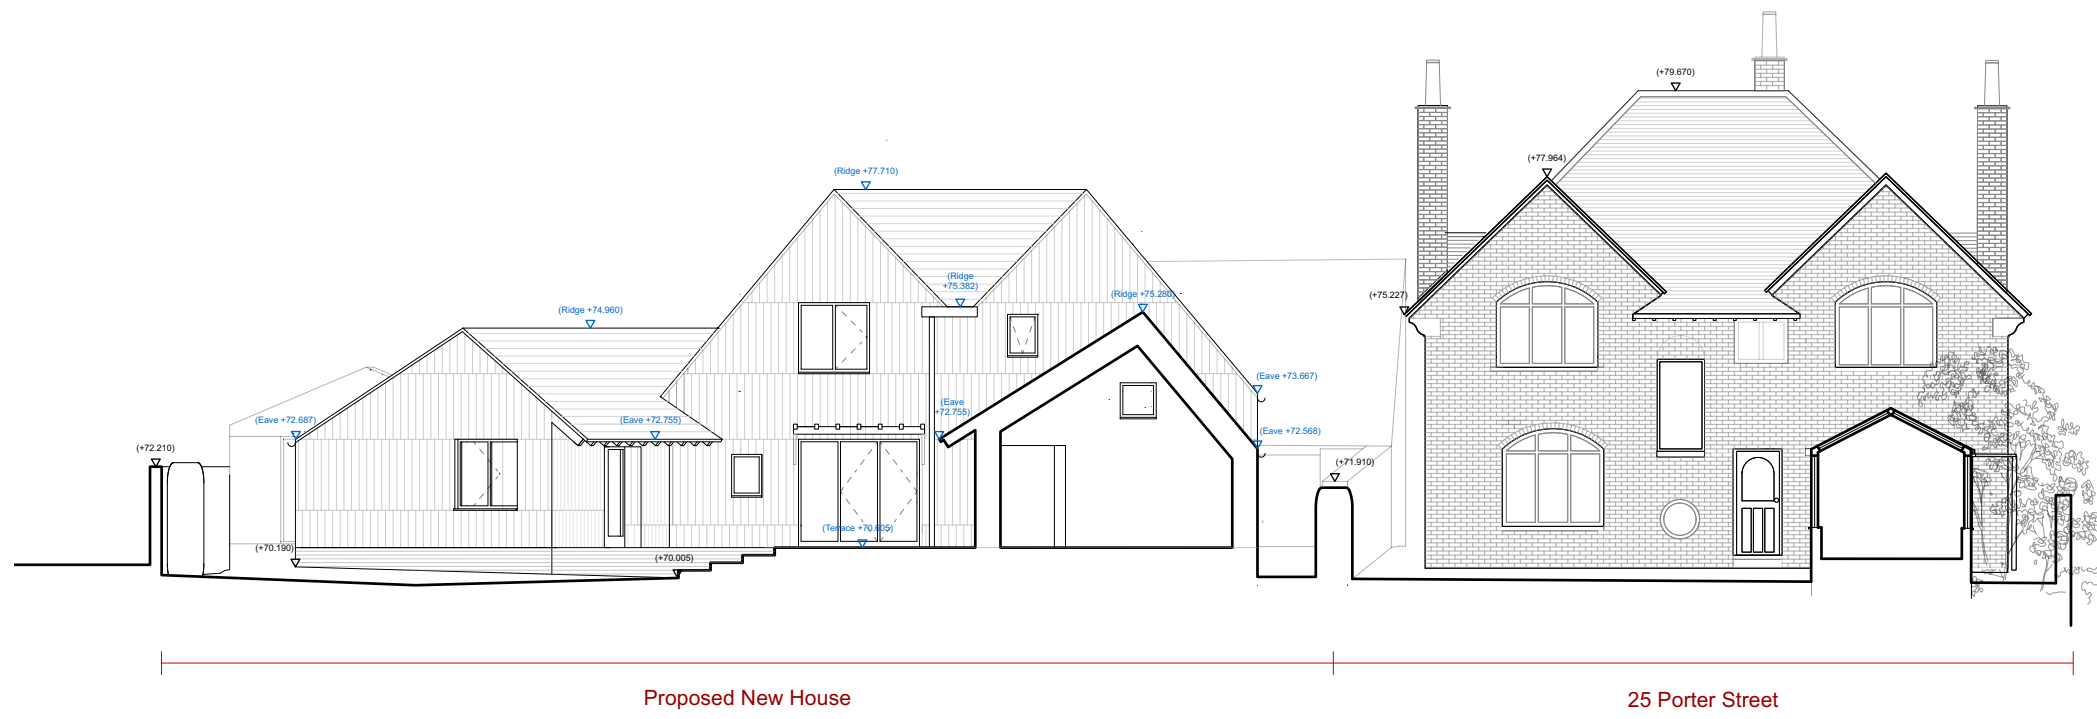 (+79.670)
(+77.964)
(Ridge +77.710)
(Ridge
+75.382)
(Ridge +75.280)
(+75.227)
(Ridge +74.960)
(Eave +73.667)
(Eave
+72.755)
(Eave +72.687)
(Eave +72.755)
(Eave +72.568)
(+72.210)
(+71.910)
(Terrace +70.605)
(+70.190)
(+70.005)
Proposed New House
25 Porter Street